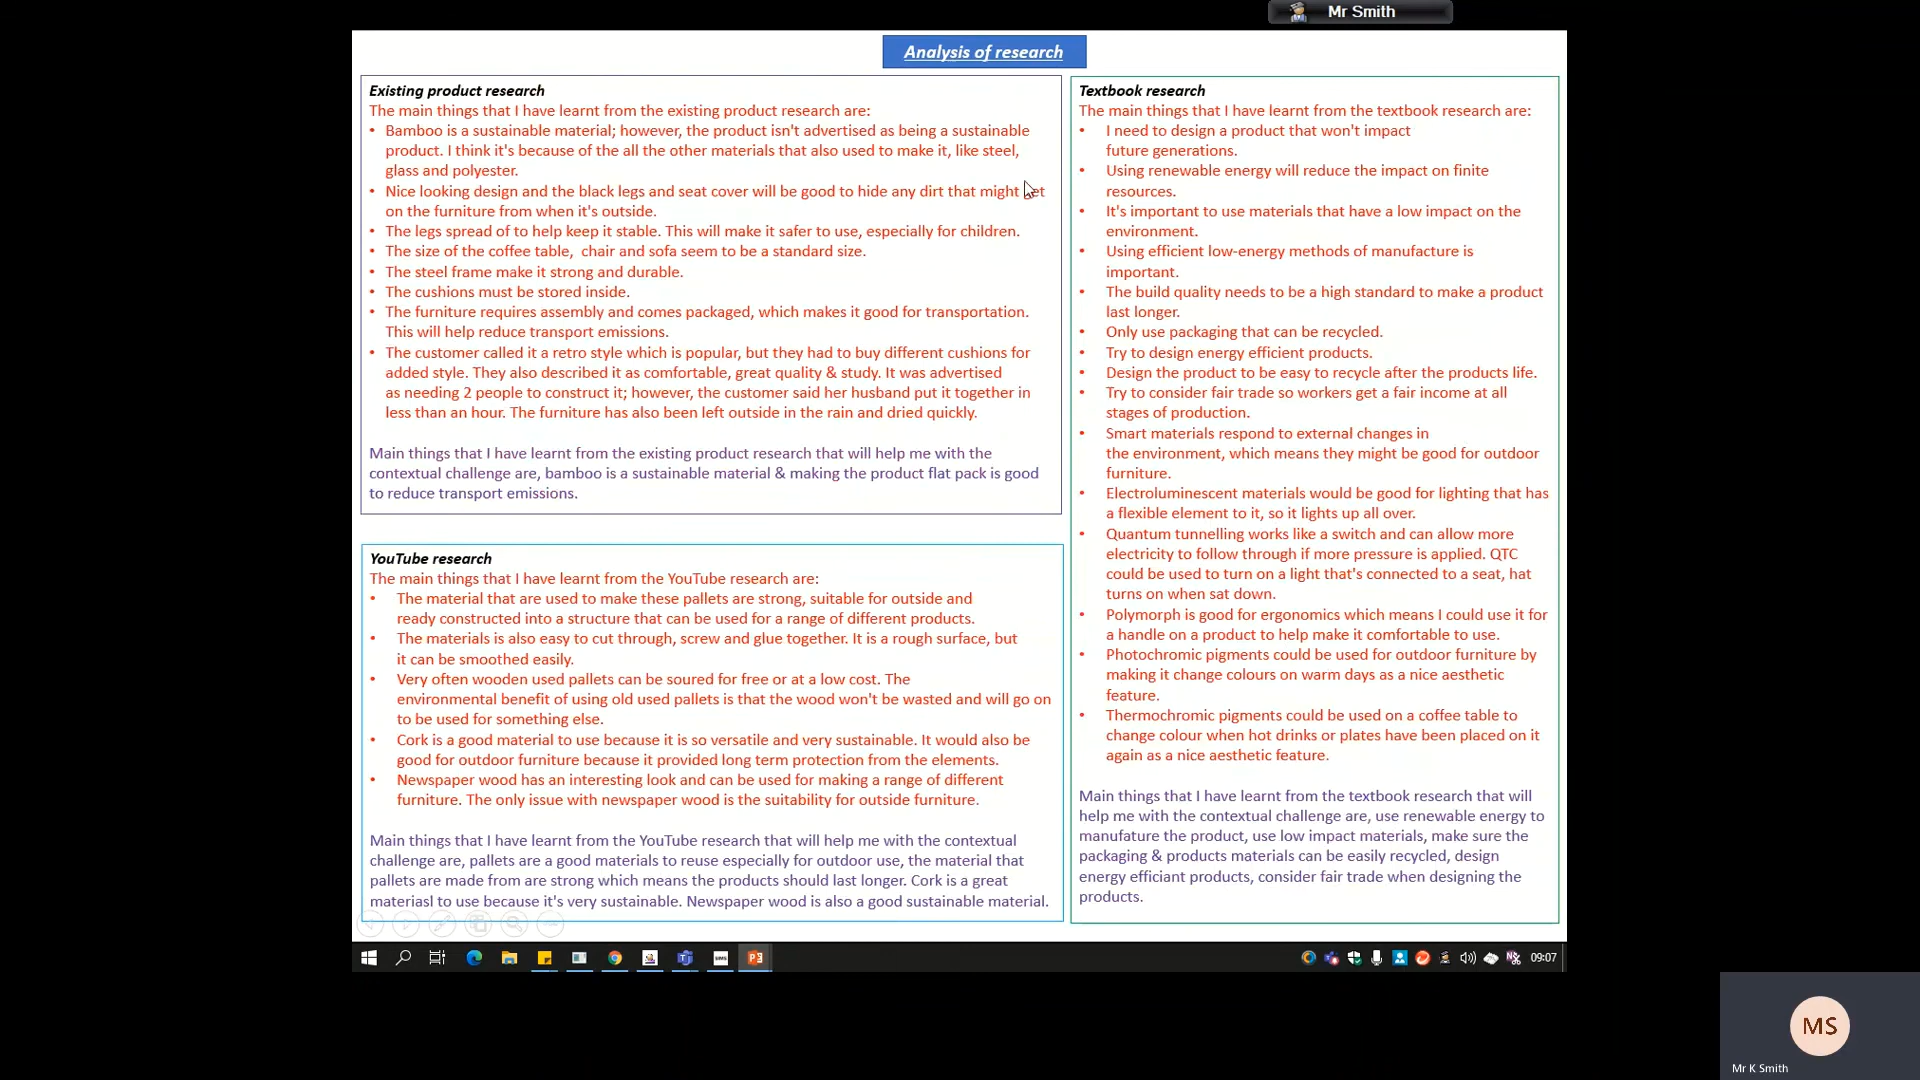 Mr Smith
Analysis of research
Existing product research
The main things that I have learnt from the existing product research are:
• Bamboo is a sustainable material; however, the product isn't advertised as being a sustainable
product. I think it's because of the all the other materials that also used to make it, like steel,
glass and polyester.
• Nice looking design and the black legs and seat cover will be good to hide any dirt that might
on the furniture from when it's outside.
• The legs spread of to help keep it stable. This will make it safer to use, especially for children.
• The size of the coffee table, chair and sofa seem to be a standard size.
• The steel frame make it strong and durable.
• The cushions must be stored inside.
• The furniture requires assembly and comes packaged, which makes it good for transportation.
This will help reduce transport emissions.
• The customer called it a retro style which is popular, but they had to buy different cushions for
added style. They also described it as comfortable, great quality & study. It was advertised
as needing 2 people to construct it; however, the customer said her husband put it together in
less than an hour. The furniture has also been left outside in the rain and dried quickly.
Main things that I have learnt from the existing product research that will help me with the
contextual challenge are, bamboo is a sustainable material & making the product flat pack is good
to reduce transport emissions.
YouTube research
The main things that I have learnt from the YouTube research are:
• The material that are used to make these pallets are strong, suitable for outside and
ready constructed into a structure that can be used for a range of different products.
• The materials is also easy to cut through, screw and glue together. It is a rough surface, but
it can be smoothed easily.
• Very often wooden used pallets can be soured for free or at a low cost. The
environmental benefit of using old used pallets is that the wood won't be wasted and will go on
to be used for something else.
• Cork is a good material to use because it is so versatile and very sustainable. It would also be
good for outdoor furniture because it provided long term protection from the elements.
• Newspaper wood has an interesting look and can be used for making a range of different
furniture. The only issue with newspaper wood is the suitability for outside furniture.
Main things that I have learnt from the YouTube research that will help me with the contextual
challenge are, pallets are a good materials to reuse especially for outdoor use, the material that
pallets are made from are strong which means the products should last longer. Cork is a great
materiasl to use because it's very sustainable. Newspaper wood is also a good sustainable material.
Textbook research
The main things that I have learnt from the textbook research are:
• I need to design a product that won't impact
future generations.
• Using renewable energy will reduce the impact on finite
resources.
• It's important to use materials that have a low impact on the
environment.
• Using efficient low-energy methods of manufacture is
important.
• The build quality needs to be a high standard to make a product
last longer.
• Only use packaging that can be recycled.
• Try to design energy efficient products.
• Design the product to be easy to recycle after the products life.
• Try to consider fair trade so workers get a fair income at all
stages of production.
• Smart materials respond to external changes in
the environment, which means they might be good for outdoor
furniture.
• Electroluminescent materials would be good for lighting that has
a flexible element to it, so it lights up all over.
• Quantum tunnelling works like a switch and can allow more
electricity to follow through if more pressure is applied. QTC
could be used to turn on a light that's connected to a seat, hat
turns on when sat down.
• Polymorph is good for ergonomics which means I could use it for
a handle on a product to help make it comfortable to use.
• Photochromic pigments could be used for outdoor furniture by
making it change colours on warm days as a nice aesthetic
feature.
• Thermochromic pigments could be used on a coffee table to
change colour when hot drinks or plates have been placed on it
again as a nice aesthetic feature.
Main things that I have learnt from the textbook research that will
help me with the contextual challenge are, use renewable energy to
manufature the product, use low impact materials, make sure the
packaging & products materials can be easily recycled, design
energy efficiant products, consider fair trade when designing the
products.
09:07
MS
Mr K Smith